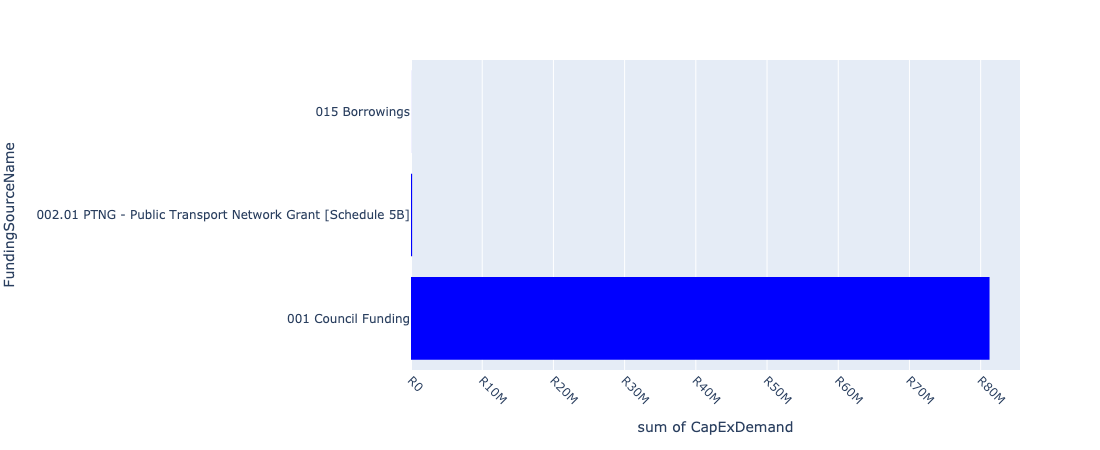 015 Borrowings
002.01 PTNG - Public Transport Network Grant [Schedule 5B]
001 Council Funding
FundingSourceName
R0
R10M
R20M
R30M
R40M
R50M
R60M
R70M
R80M
sum of CapExDemand